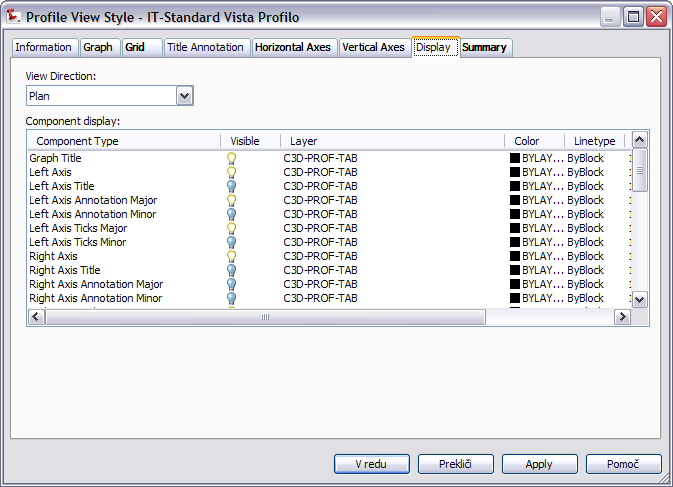 Profile View Style - IT-Standard Vista Profilo
Information Graph Grid Title Annotation Horizontal Axes Vertical Axes Display Summary
View Direction:
Plan
Component display:
Component Type Visible Layer Color Linetype
Graph Title C3D-PROF-TAB BYLAY... ByBlock
Left Axis C3D-PROF-TAB BYLAY... ByBlock
Left Axis Title C3D-PROF-TAB BYLAY... ByBlock
Left Axis Annotation Major C3D-PROF-TAB BYLAY... ByBlock
Left Axis Annotation Minor C3D-PROF-TAB BYLAY... ByBlock
Left Axis Ticks Major C3D-PROF-TAB BYLAY... ByBlock
Left Axis Ticks Minor C3D-PROF-TAB BYLAY... ByBlock
Right Axis C3D-PROF-TAB BYLAY... ByBlock
Right Axis Title C3D-PROF-TAB BYLAY... ByBlock
Right Axis Annotation Major C3D-PROF-TAB BYLAY... ByBlock
Right Axis Annotation Minor C3D-PROF-TAB BYLAY... ByBlock
V redu Prekliči Apply Pomoč